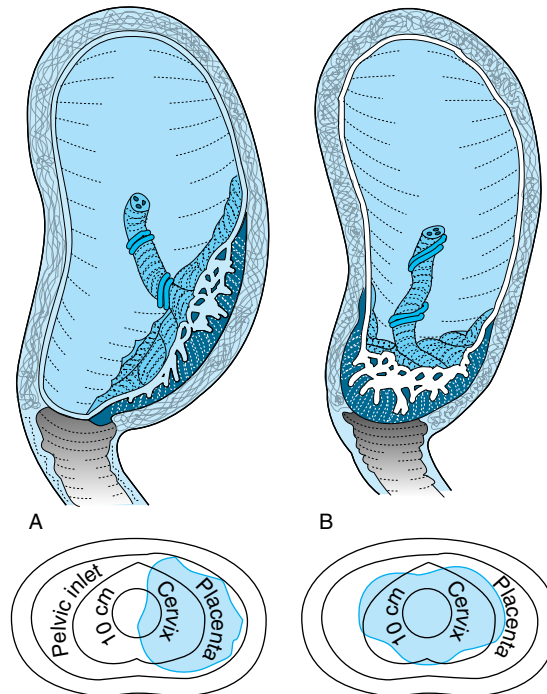 A
B
Pelvic inlet
10 cm
Cervix
Placenta
10 cm
Cervix
Placenta